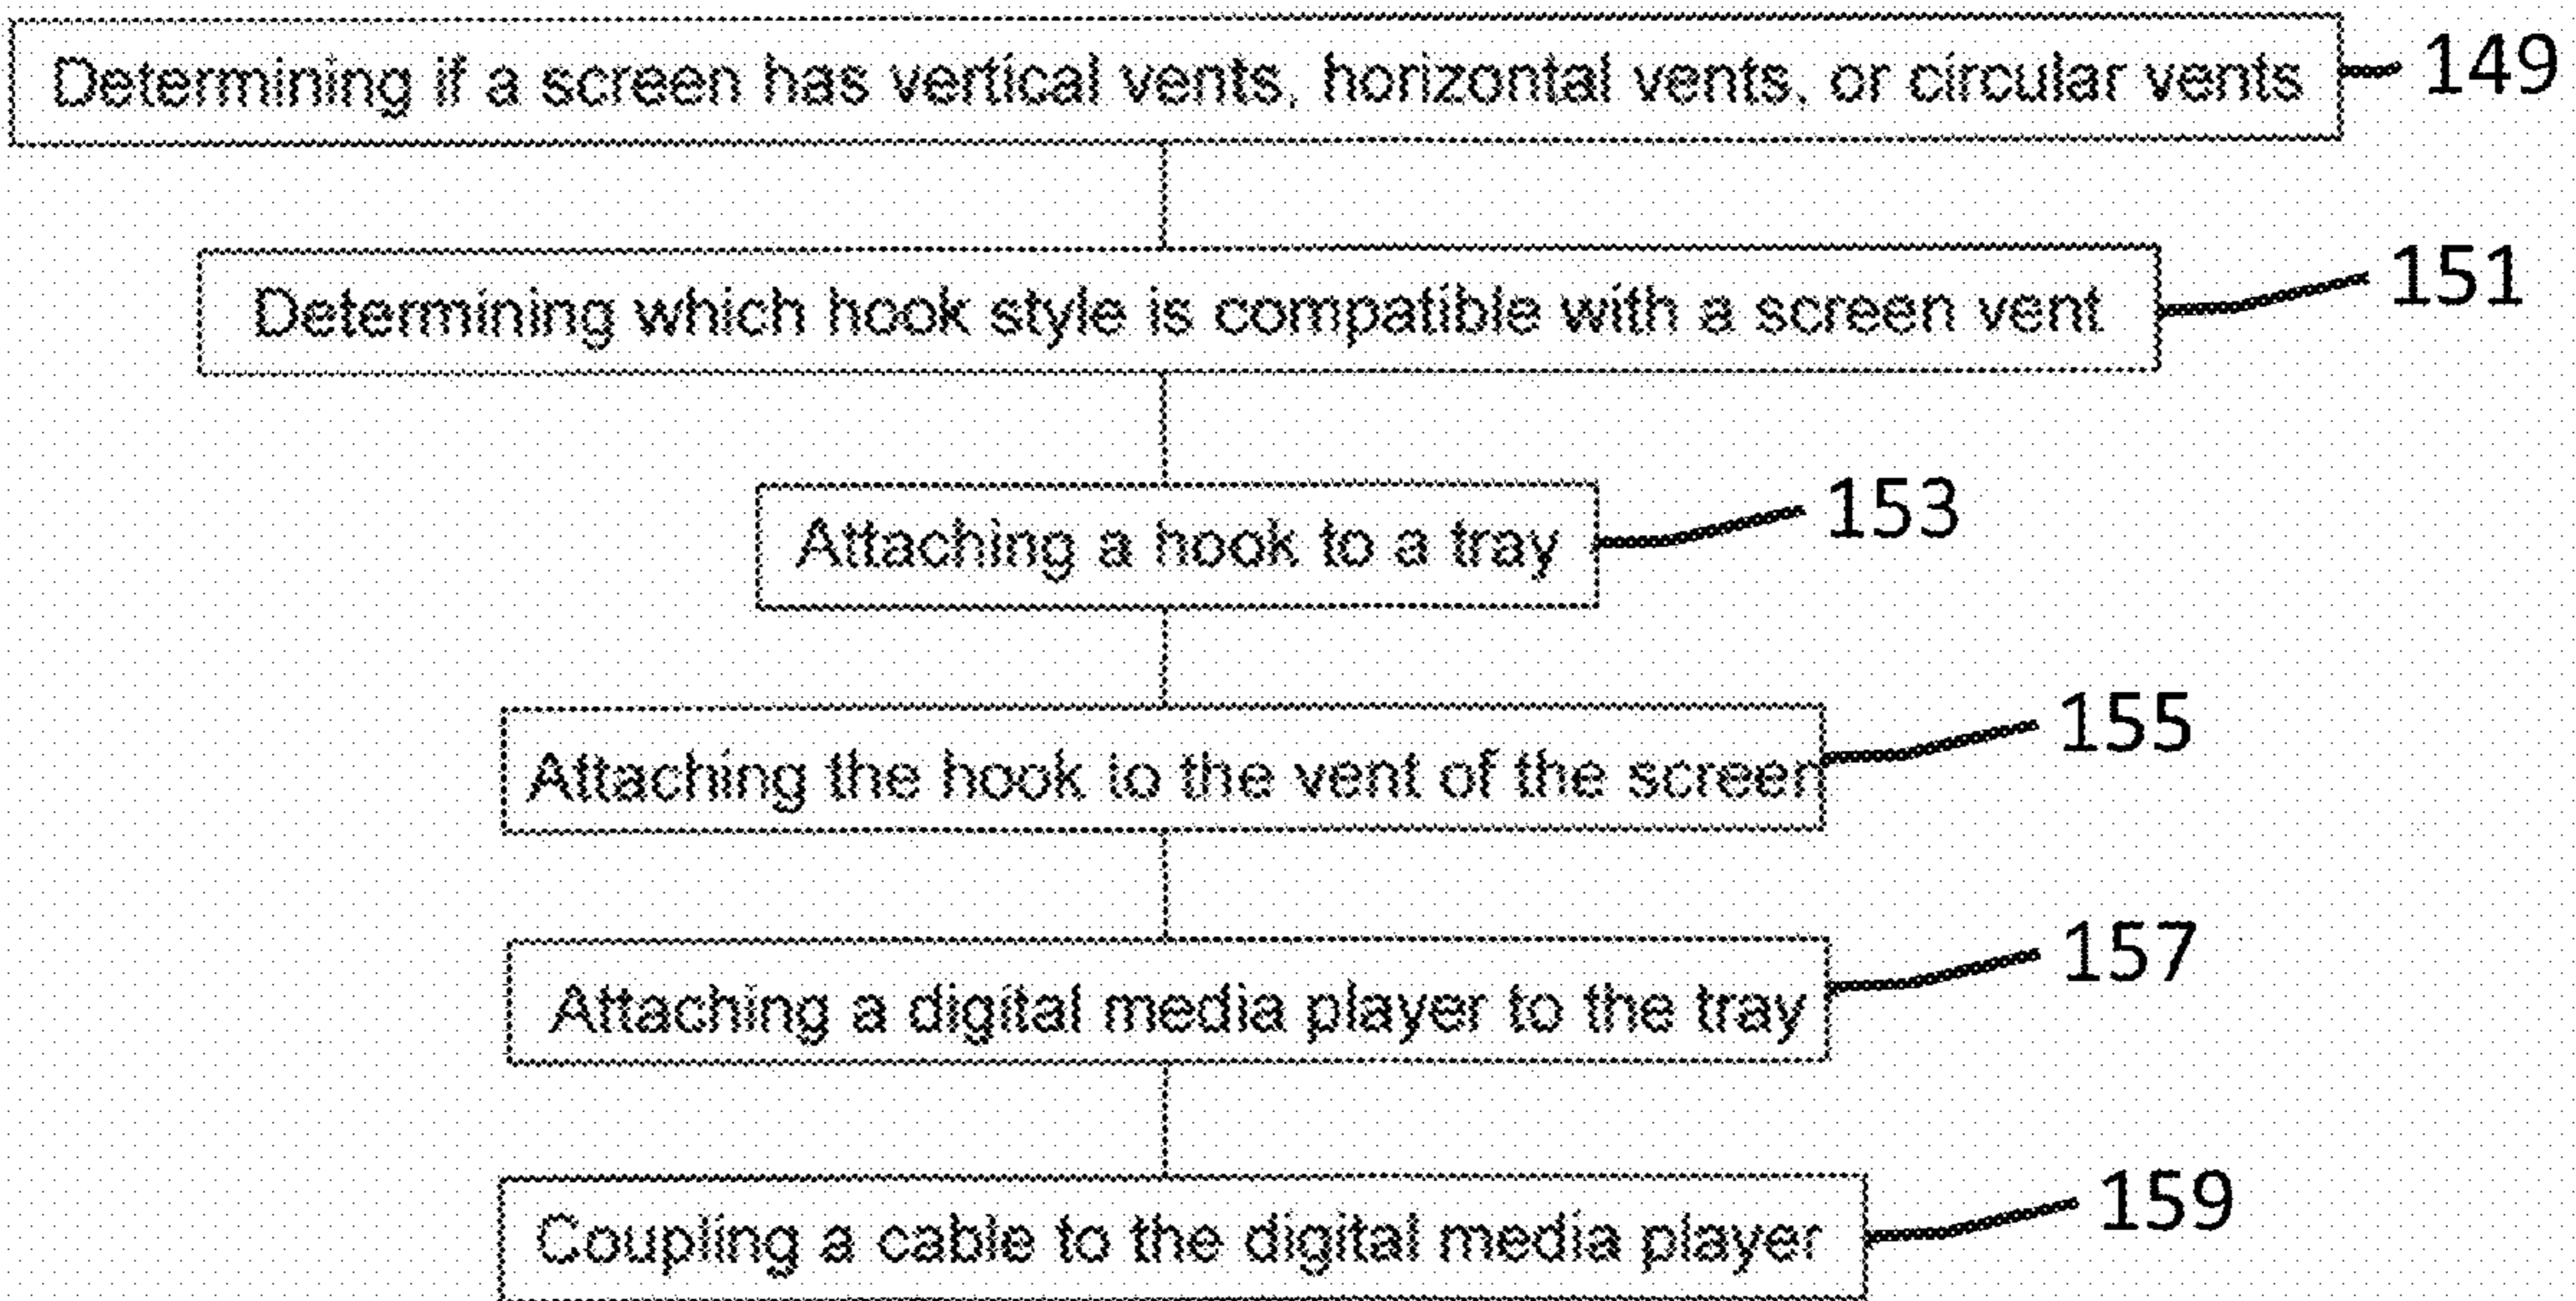 Determining if a screen has vertical vents, horizontal vents, or circular vents 149
Determining which hook style is compatible with a screen vent 151
Attaching a hook to a tray 153
Attaching the hook to the vent of the screen 155
Attaching a digital media player to the tray 157
Coupling a cable to the digital media player 159